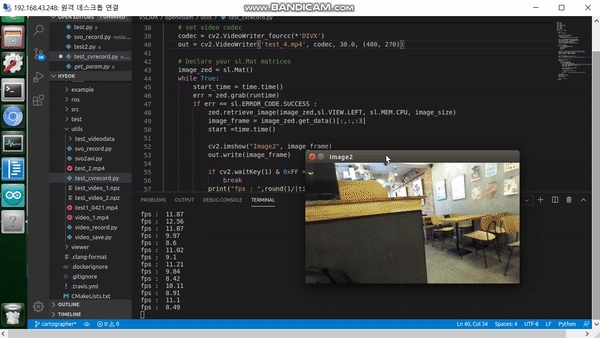 192.168.43.248: 원격 데스크톱 연결
WWW.BANDICAM.COM
OPEN EDITORS
test.py
svo_record.py
test2.py
test_cvrecord.py
get_param.py
HYEOK
example
ros
src
test
utils
test_videodata
svo_record.py
svo2avi.py
test_2.mp4
test_cvrecord.py
test_video_1.npz
test_video_2.npz
test1_0421.mp4
video_1.mp4
video_record.py
video_save.py
viewer
.clang-format
.dockerignore
.gitignore
.travis.yml
CMakeLists.txt
OUTLINE
TIMELINE
VSLAM > openvslam > utils > test_cvrecord.py
38 # set video codec
39 codec = cv2.VideoWriter_fourcc(*'DIVX')
40 out = cv2.VideoWriter('test_4.mp4', codec, 30.0, (480, 270))
41
42 # Declare your sl.Mat matrices
43 image_zed = sl.Mat()
44 while True:
45 start_time = time.time()
46 err = zed.grab(runtime)
47 if err == sl.ERROR_CODE.SUCCESS :
48 zed.retrieve_image(image_zed,sl.VIEW.LEFT, sl.MEM.CPU, image_size)
49 image_frame = image_zed.get_data()[:,:,:3]
50 start =time.time()
51
52 cv2.imshow("Image2", image_frame)
53 out.write(image_frame)
54
55 if cv2.waitKey(1) & 0xFF =
56 break
57 print("fps : ",round(1/(ti
Image2
PROBLEMS
OUTPUT
DEBUG CONSOLE
TERMINAL
fps : 11.87
fps : 12.56
fps : 11.87
fps : 9.97
fps : 8.6
fps : 11.02
fps : 9.1
fps : 11.21
fps : 9.84
fps : 8.42
fps : 10.11
fps : 8.91
fps : 11.1
fps : 8.49
cartographer*
0 0
Ln 40, Col 34
Spaces: 4
UTF-8
LF
Python